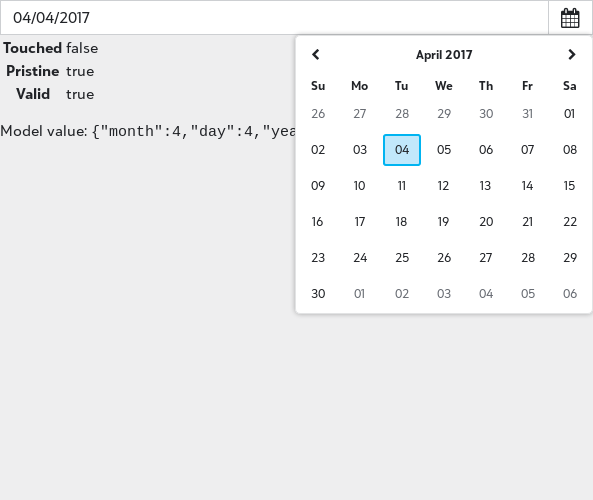 04/04/2017
Touched false
Pristine true
Valid true
Model value: {"month":4,"day":4,"yea
April 2017
Su Mo Tu We Th Fr Sa
26 27 28 29 30 31 01
02 03 04 05 06 07 08
09 10 11 12 13 14 15
16 17 18 19 20 21 22
23 24 25 26 27 28 29
30 01 02 03 04 05 06